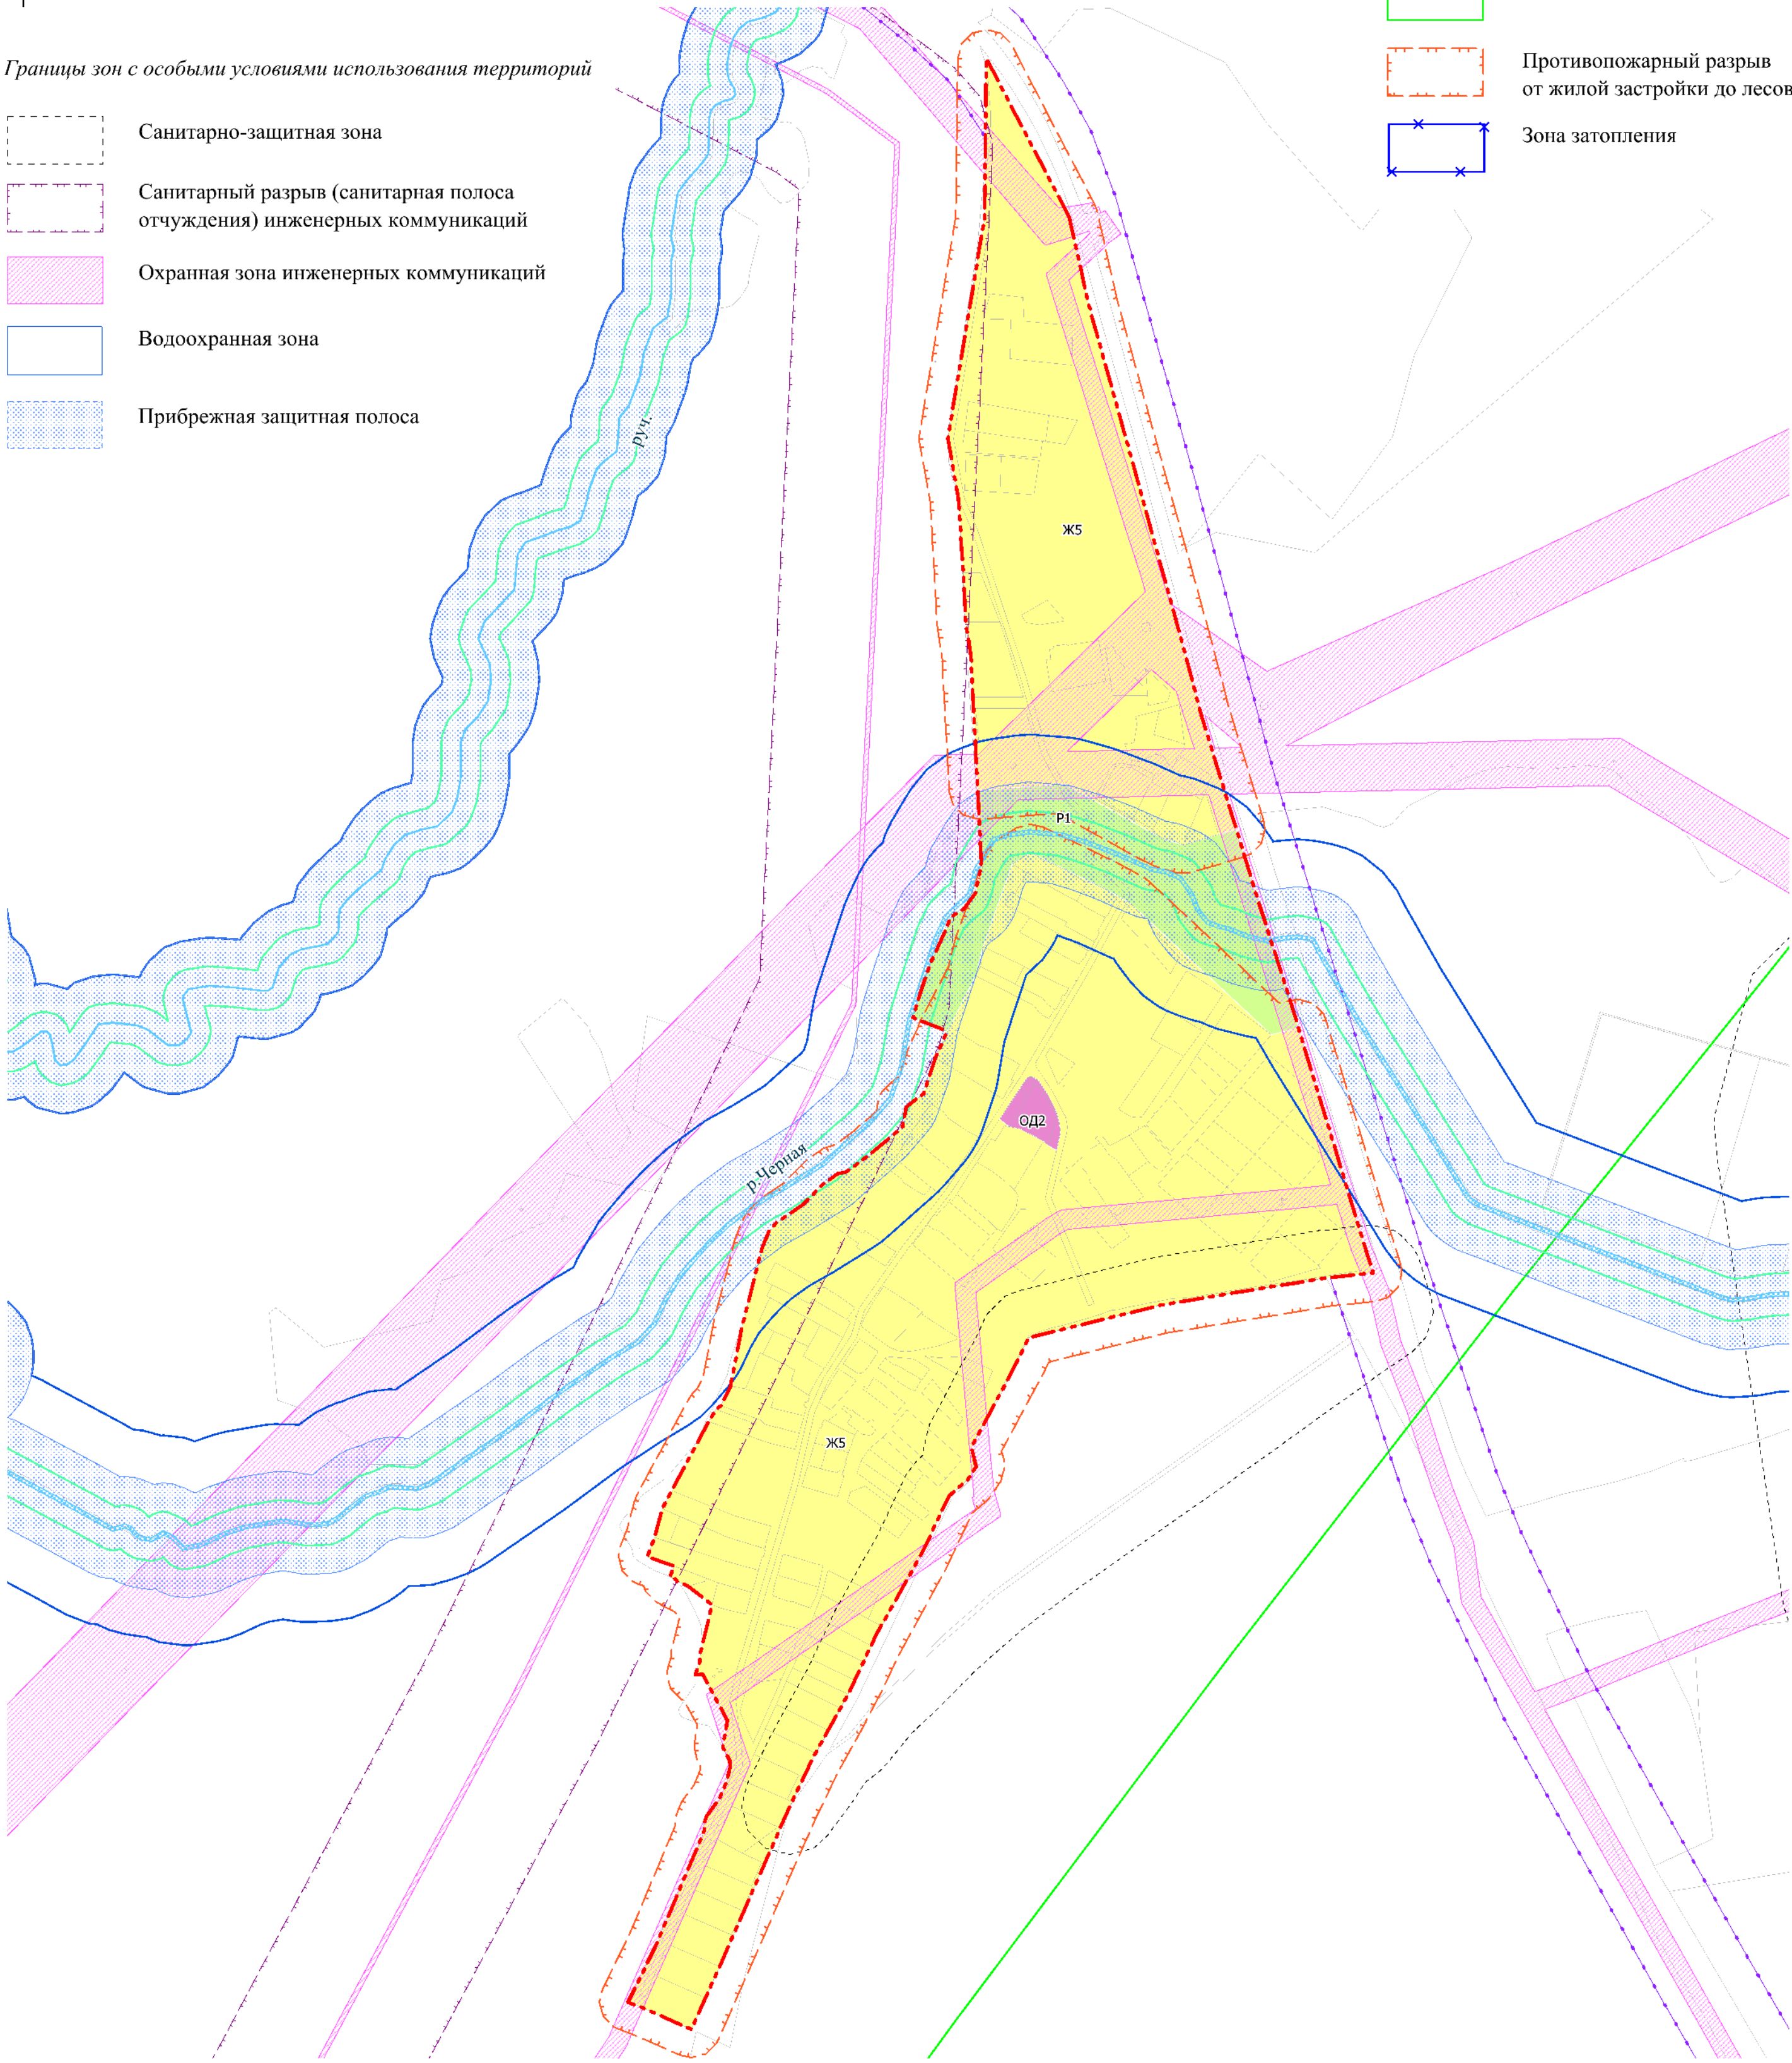 Границы зон с особыми условиями использования территорий
Санитарно-защитная зона
Санитарный разрыв (санитарная полоса
отчуждения) инженерных коммуникаций
Охранная зона инженерных коммуникаций
Водоохранная зона
Прибрежная защитная полоса
Противопожарный разрыв
от жилой застройки до лесов
Зона затопления
руч.
Ж5
Р1
ОД2
р.Черная
Ж5